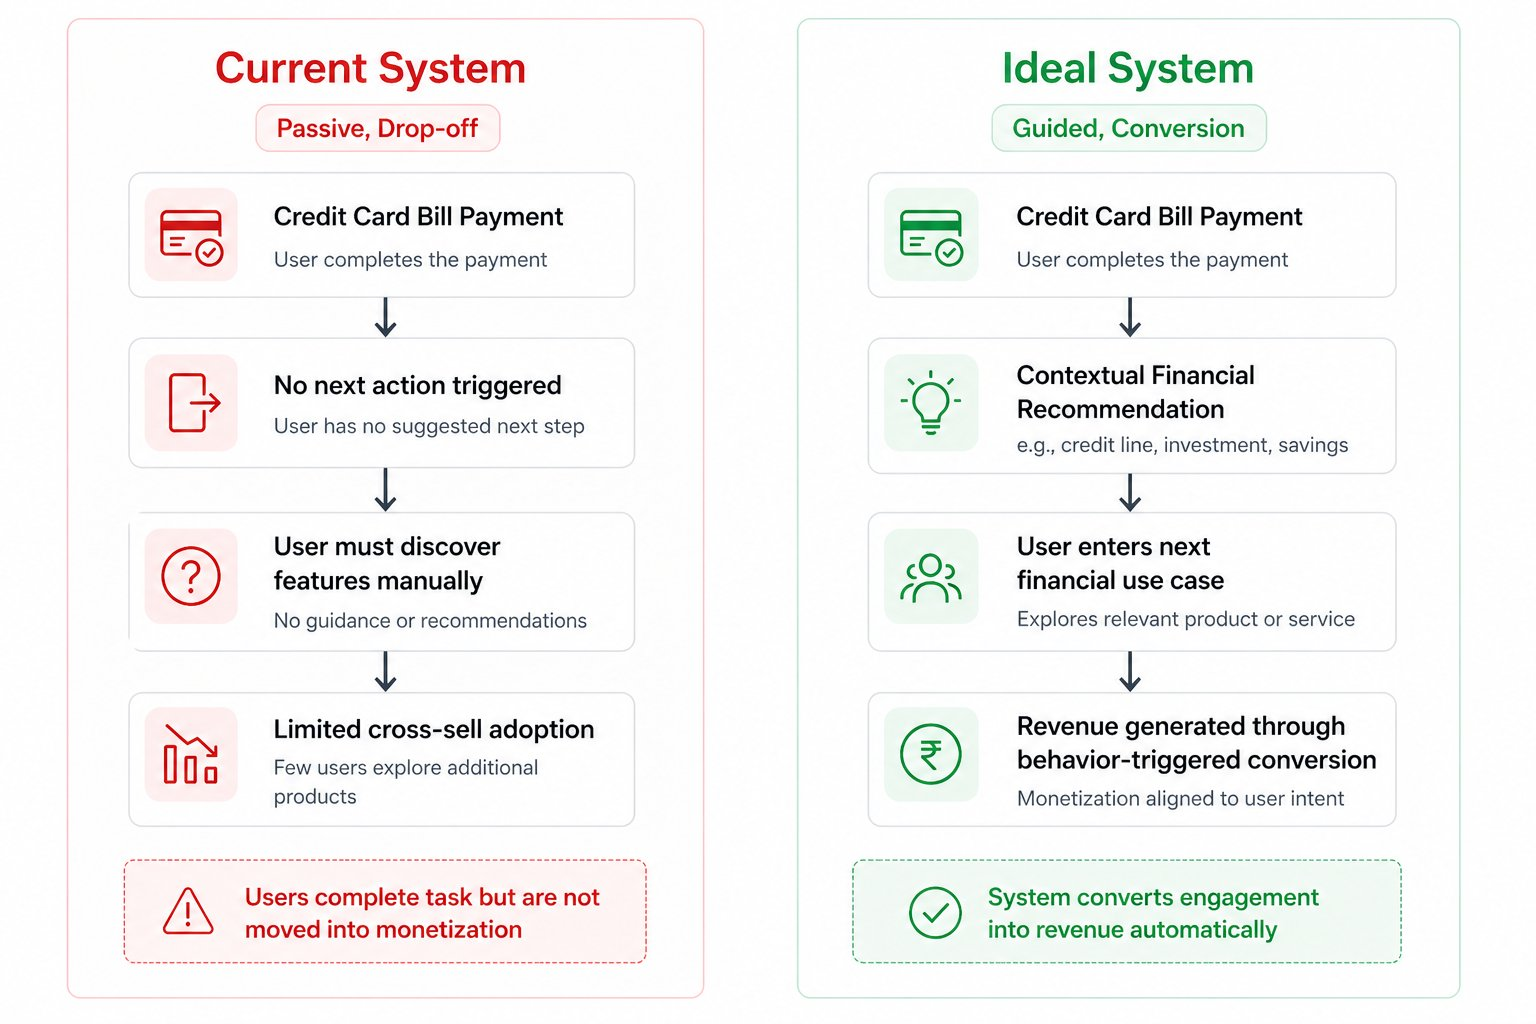 Current System
Passive, Drop-off
Credit Card Bill Payment
User completes the payment
No next action triggered
User has no suggested next step
User must discover
features manually
No guidance or recommendations
Limited cross-sell adoption
Few users explore additional
products
Users complete task but are not
moved into monetization
Ideal System
Guided, Conversion
Credit Card Bill Payment
User completes the payment
Contextual Financial
Recommendation
e.g., credit line, investment, savings
User enters next
financial use case
Explores relevant product or service
₹
Revenue generated through
behavior-triggered conversion
Monetization aligned to user intent
System converts engagement
into revenue automatically